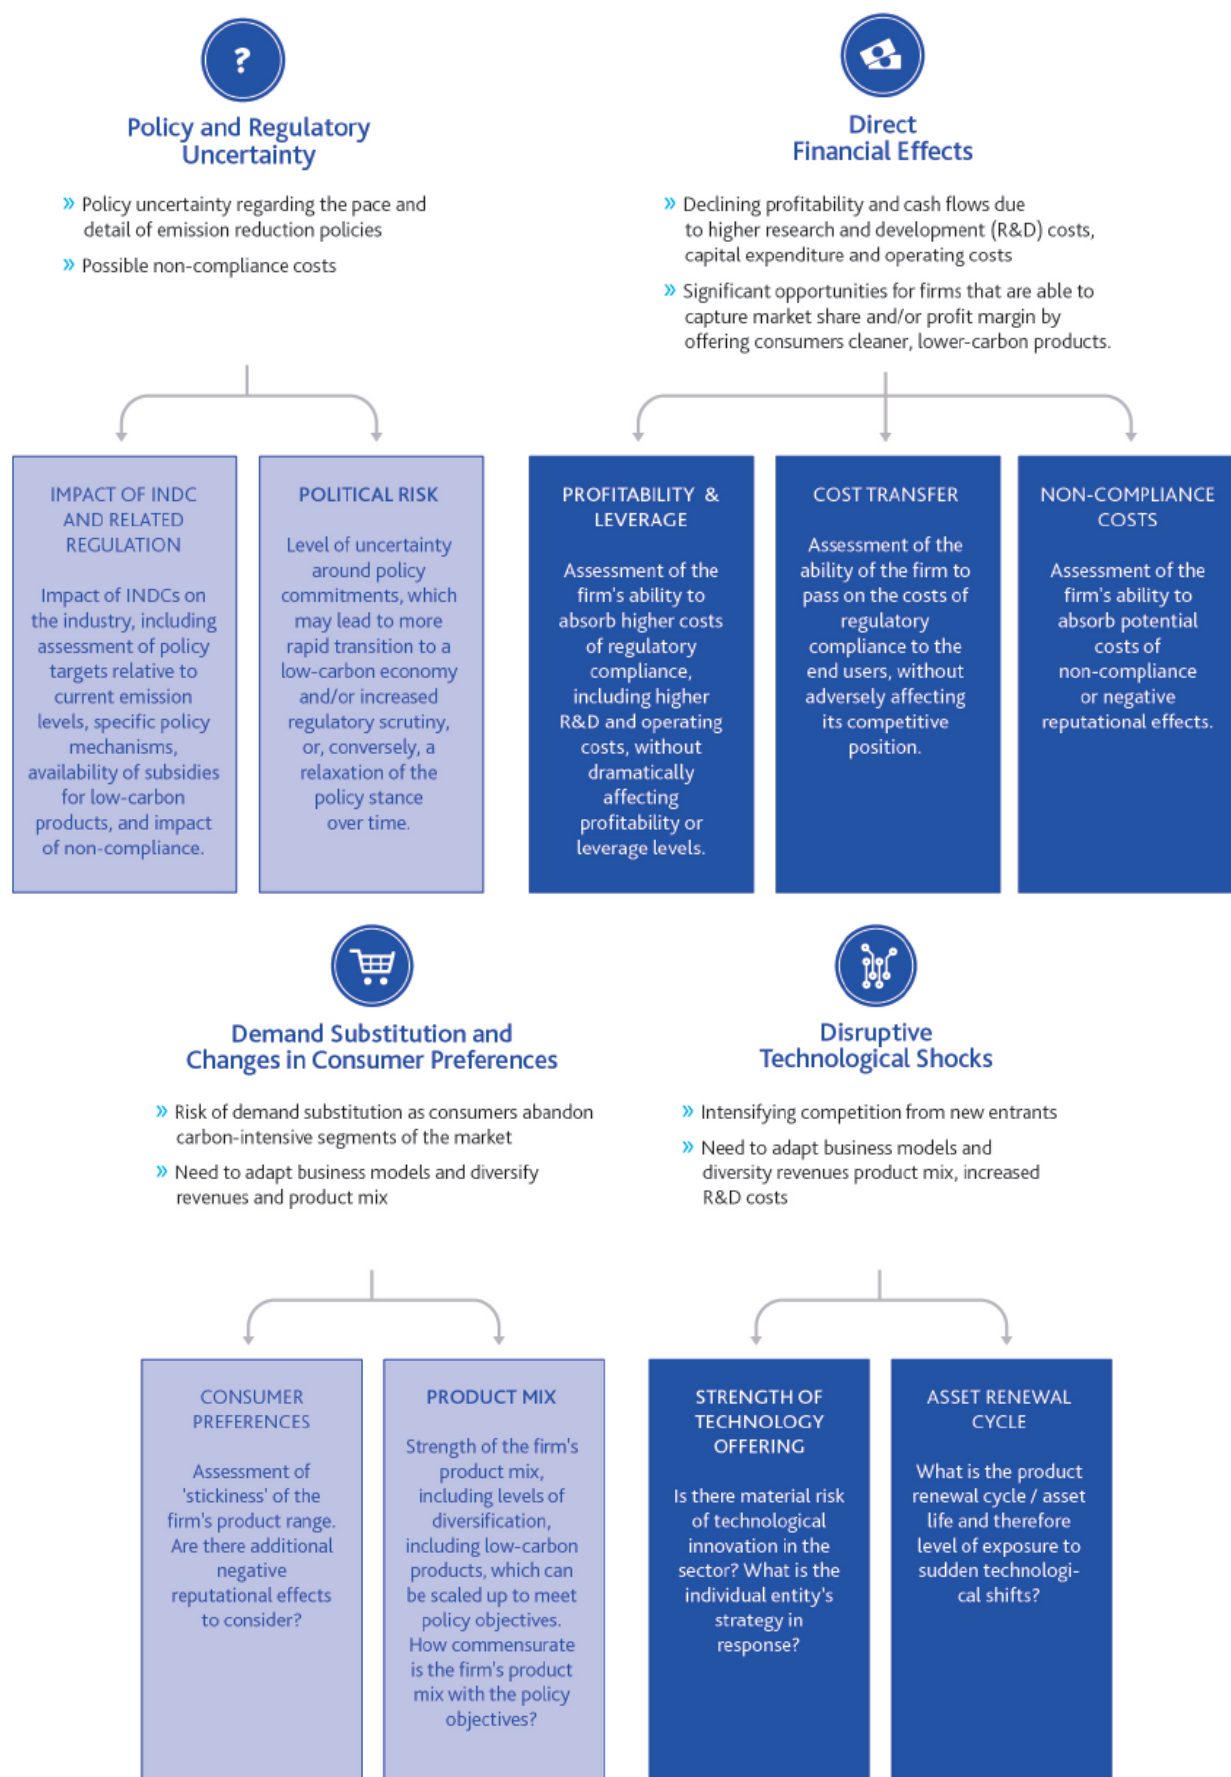 ?
Policy and Regulatory
Uncertainty
» Policy uncertainty regarding the pace and
detail of emission reduction policies
» Possible non-compliance costs
Direct
Financial Effects
» Declining profitability and cash flows due
to higher research and development (R&D) costs,
capital expenditure and operating costs
» Significant opportunities for firms that are able to
capture market share and/or profit margin by
offering consumers cleaner, lower-carbon products.
IMPACT OF INDC
AND RELATED
REGULATION
Impact of INDCs on
the industry, including
assessment of policy
targets relative to
current emission
levels, specific policy
mechanisms,
availability of subsidies
for low-carbon
products, and impact
of non-compliance.
POLITICAL RISK
Level of uncertainty
around policy
commitments, which
may lead to more
rapid transition to a
low-carbon economy
and/or increased
regulatory scrutiny,
or, conversely, a
relaxation of the
policy stance
over time.
PROFITABILITY &
LEVERAGE
Assessment of the
firm's ability to
absorb higher costs
of regulatory
compliance,
including higher
R&D and operating
costs, without
dramatically
affecting
profitability or
leverage levels.
COST TRANSFER
Assessment of the
ability of the firm to
pass on the costs of
regulatory
compliance to the
end users, without
adversely affecting
its competitive
position.
NON-COMPLIANCE
COSTS
Assessment of the
firm's ability to
absorb potential
costs of
non-compliance
or negative
reputational effects.
Demand Substitution and
Changes in Consumer Preferences
» Risk of demand substitution as consumers abandon
carbon-intensive segments of the market
» Need to adapt business models and diversify
revenues and product mix
Disruptive
Technological Shocks
» Intensifying competition from new entrants
» Need to adapt business models and
diversity revenues product mix, increased
R&D costs
CONSUMER
PREFERENCES
Assessment of
'stickiness' of the
firm's product range.
Are there additional
negative
reputational effects
to consider?
PRODUCT MIX
Strength of the firm's
product mix,
including levels of
diversification,
including low-carbon
products, which can
be scaled up to meet
policy objectives.
How commensurate
is the firm's product
mix with the policy
objectives?
STRENGTH OF
TECHNOLOGY
OFFERING
Is there material risk
of technological
innovation in the
sector? What is the
individual entity's
strategy in
response?
ASSET RENEWAL
CYCLE
What is the product
renewal cycle / asset
life and therefore
level of exposure to
sudden technologi-
cal shifts?